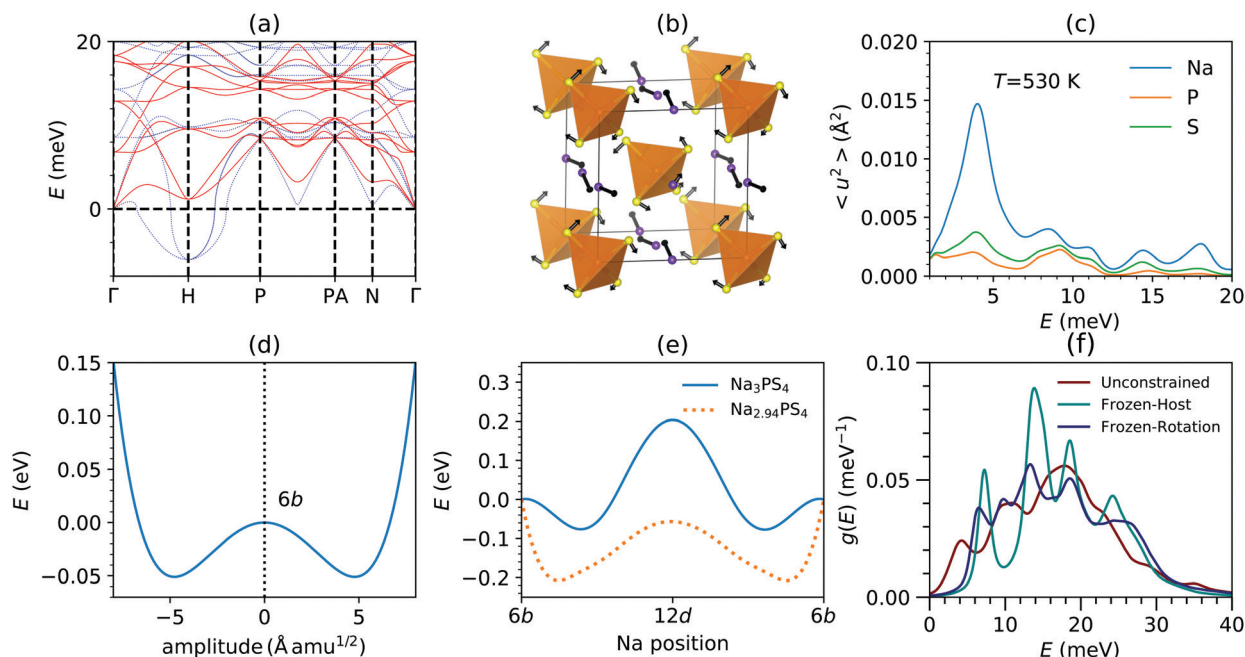 (a)
20
10
0
E (meV)
Γ H P PA N Γ
(b)
(c)
0.020
0.015
0.010
0.005
0.000
< u² > (Å²)
T=530 K
Na
P
S
5 10 15 20
E (meV)
(d)
0.15
0.10
0.05
0.00
−0.05
E (eV)
6b
−5 0 5
amplitude (Å amu¹/²)
(e)
0.3
0.2
0.1
0.0
−0.1
−0.2
E (eV)
Na₃PS₄
Na₂.₉₄PS₄
6b 12d 6b
Na position
(f)
0.10
0.05
0.00
g(E) (meV⁻¹)
Unconstrained
Frozen-Host
Frozen-Rotation
0 10 20 30 40
E (meV)